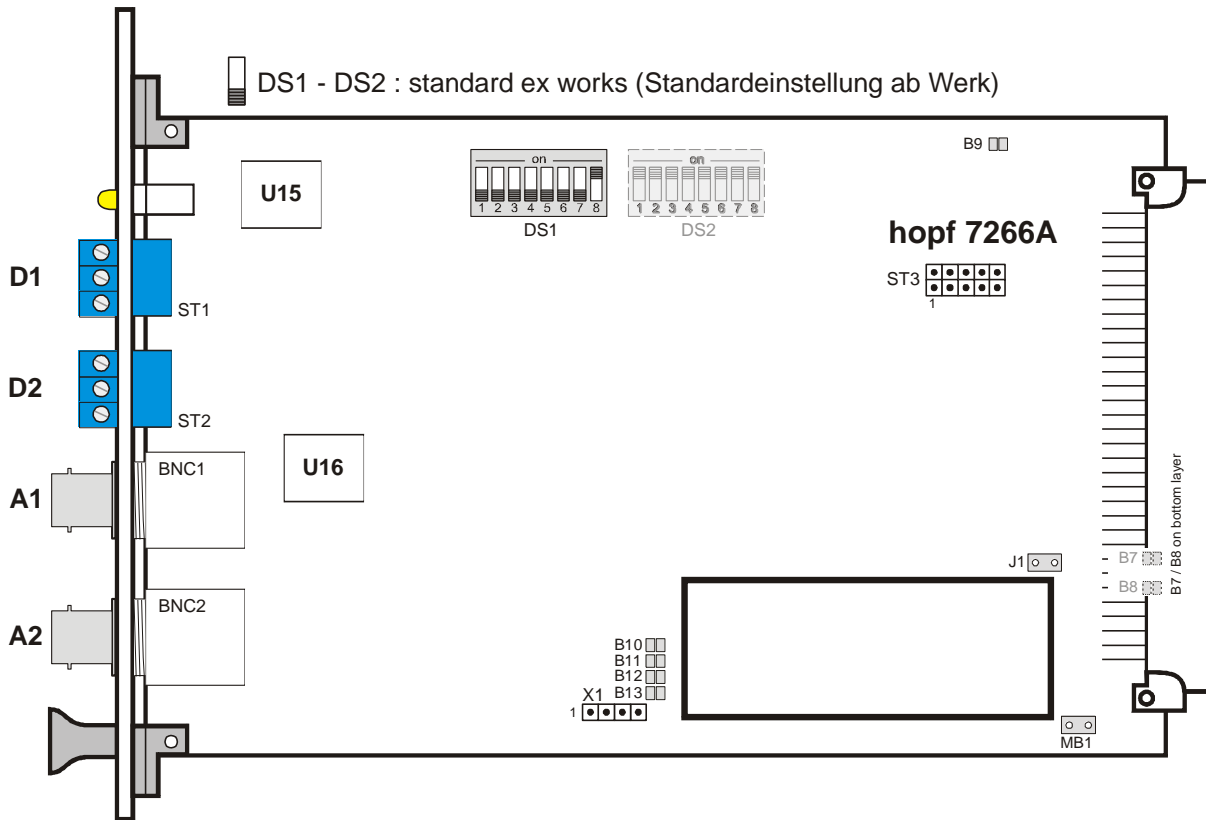 DS1 - DS2 : standard ex works (Standardeinstellung ab Werk)
B9
U15
on
1 2 3 4 5 6 7 8
DS1
on
1 2 3 4 5 6 7 8
DS2
hopf 7266A
ST3
1
D1
ST1
D2
ST2
U16
A1
BNC1
A2
BNC2
J1
B7
B8
B7 / B8 on bottom layer
B10
B11
B12
B13
X1
1
MB1